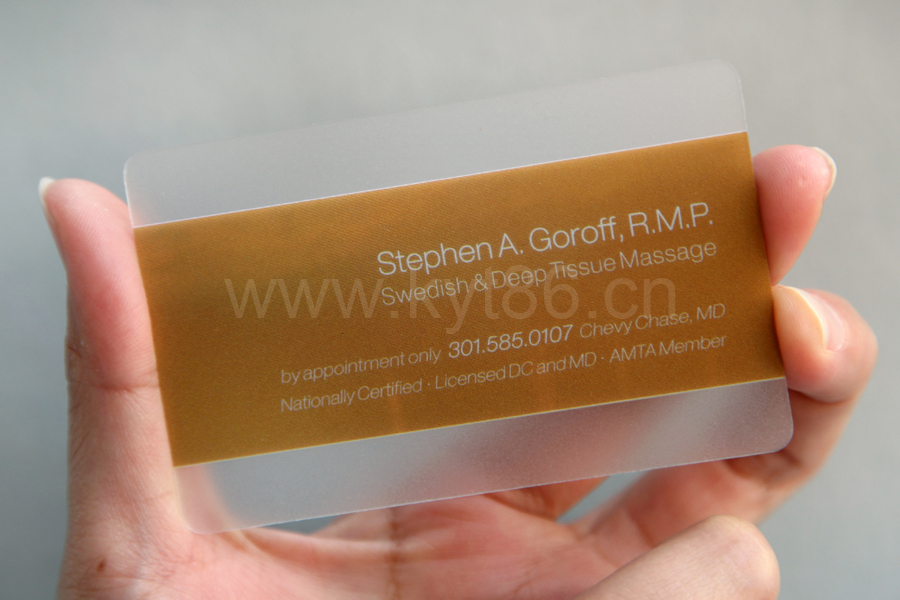 Stephen A. Goroff, R.M.P.
Swedish & Deep Tissue Massage
www.kyt86.cn
by appointment only 301.585.0107 Chevy Chase, MD
Nationally Certified · Licensed DC and MD · AMTA Member